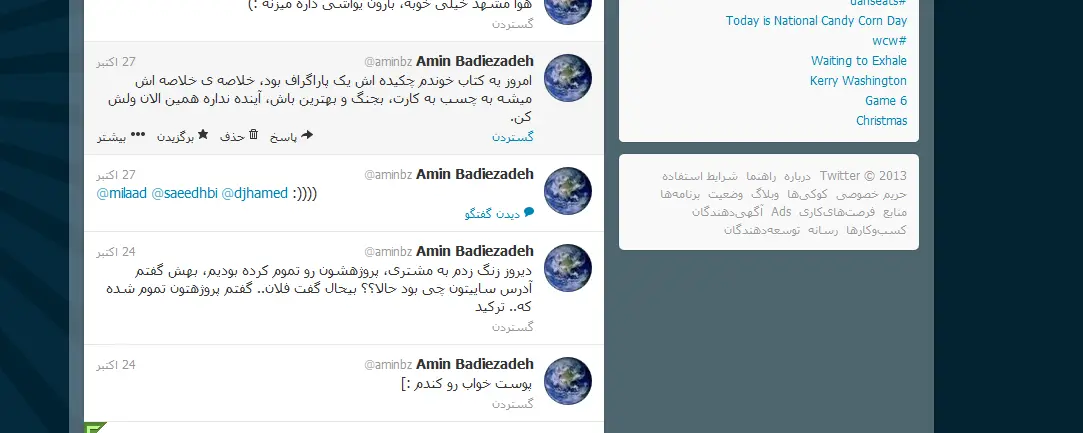 هوا مشهد خیلی خوبه، بارون یواشی داره میزنه :)
گستردن
Amin Badiezadeh @aminbz 27 اکتبر
امروز یه کتاب خوندم چکیده اش یک پاراگراف بود، خلاصه ی خلاصه اش
میشه به چسب به کارت، بجنگ و بهترین باش، آینده نداره همین الان ولش
کن.
گستردن پاسخ حذف برگزیدن بیشتر
Amin Badiezadeh @aminbz 27 اکتبر
@milaad @saeedhbi @djhamed :))))
دیدن گفتگو
Amin Badiezadeh @aminbz 24 اکتبر
دیروز زنگ زدم به مشتری، پروژهشون رو تموم کرده بودیم، بهش گفتم
آدرس ساییتون چی بود حالا؟؟ بیحال گفت فلان.. گفتم پروژهتون تموم شده
که.. ترکید
گستردن
Amin Badiezadeh @aminbz 24 اکتبر
پوست خواب رو کندم :]
گستردن
danseats#
Today is National Candy Corn Day
wcw#
Waiting to Exhale
Kerry Washington
Game 6
Christmas
Twitter © 2013 درباره راهنما شرایط استفاده
حریم خصوصی کوکی‌ها وبلاگ وضعیت برنامه‌ها
منابع فرصت‌های‌کاری Ads آگهی‌دهندگان
کسب‌وکارها رسانه توسعه‌دهندگان